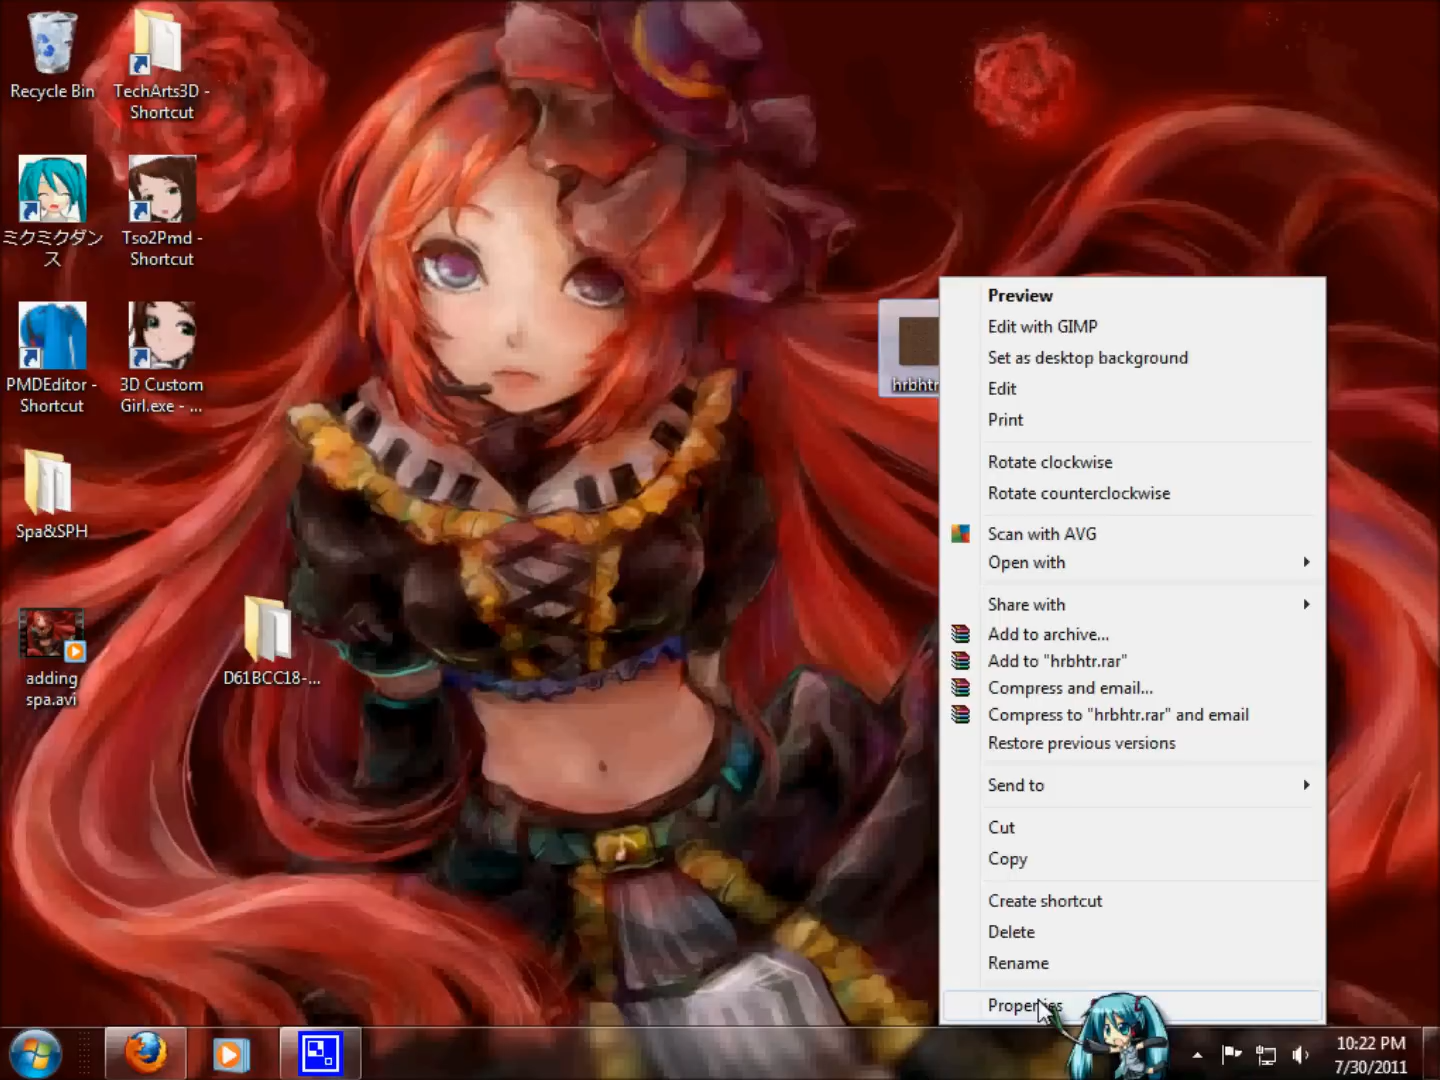 Recycle Bin
TechArts3D -
Shortcut
ミクミクダン
ス
Tso2Pmd -
Shortcut
PMDEditor -
Shortcut
3D Custom
Girl.exe - ...
Spa&SPH
adding
spa.avi
D61BCC18-...
hrbhtr
Preview
Edit with GIMP
Set as desktop background
Edit
Print
Rotate clockwise
Rotate counterclockwise
Scan with AVG
Open with
Share with
Add to archive...
Add to "hrbhtr.rar"
Compress and email...
Compress to "hrbhtr.rar" and email
Restore previous versions
Send to
Cut
Copy
Create shortcut
Delete
Rename
Properties
10:22 PM
7/30/2011